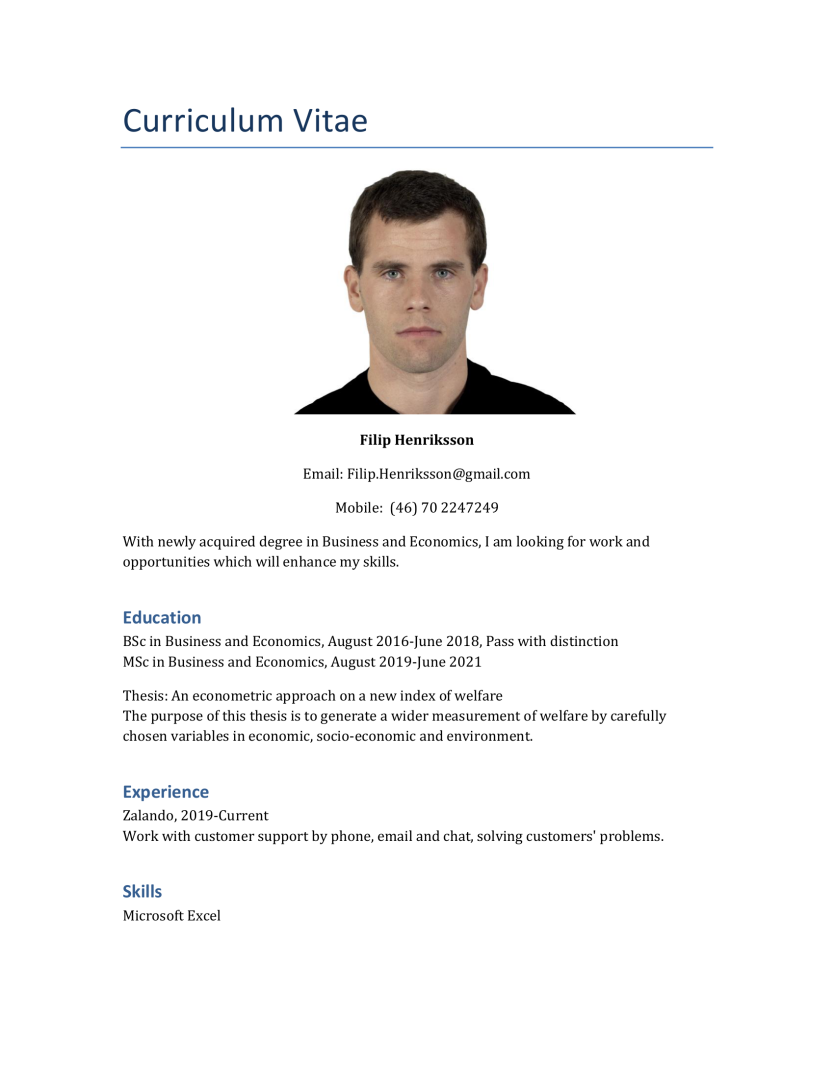 Curriculum Vitae
Filip Henriksson
Email: Filip.Henriksson@gmail.com
Mobile:  (46) 70 2247249
With newly acquired degree in Business and Economics, I am looking for work and
opportunities which will enhance my skills.
Education
BSc in Business and Economics, August 2016-June 2018, Pass with distinction
MSc in Business and Economics, August 2019-June 2021
Thesis: An econometric approach on a new index of welfare
The purpose of this thesis is to generate a wider measurement of welfare by carefully
chosen variables in economic, socio-economic and environment.
Experience
Zalando, 2019-Current
Work with customer support by phone, email and chat, solving customers' problems.
Skills
Microsoft Excel